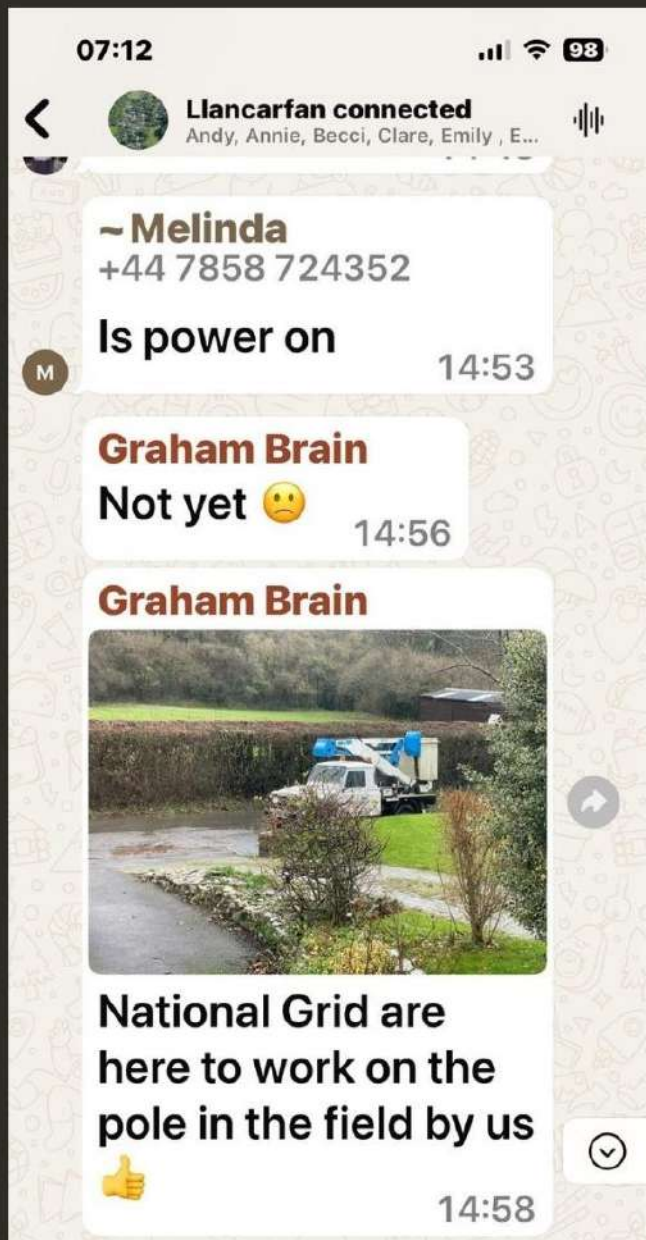 07:12
98
Llancarfan connected
Andy, Annie, Becci, Clare, Emily , E...
~Melinda
+44 7858 724352
Is power on
14:53
M
Graham Brain
Not yet 🙁
14:56
Graham Brain
National Grid are
here to work on the
pole in the field by us
👍
14:58